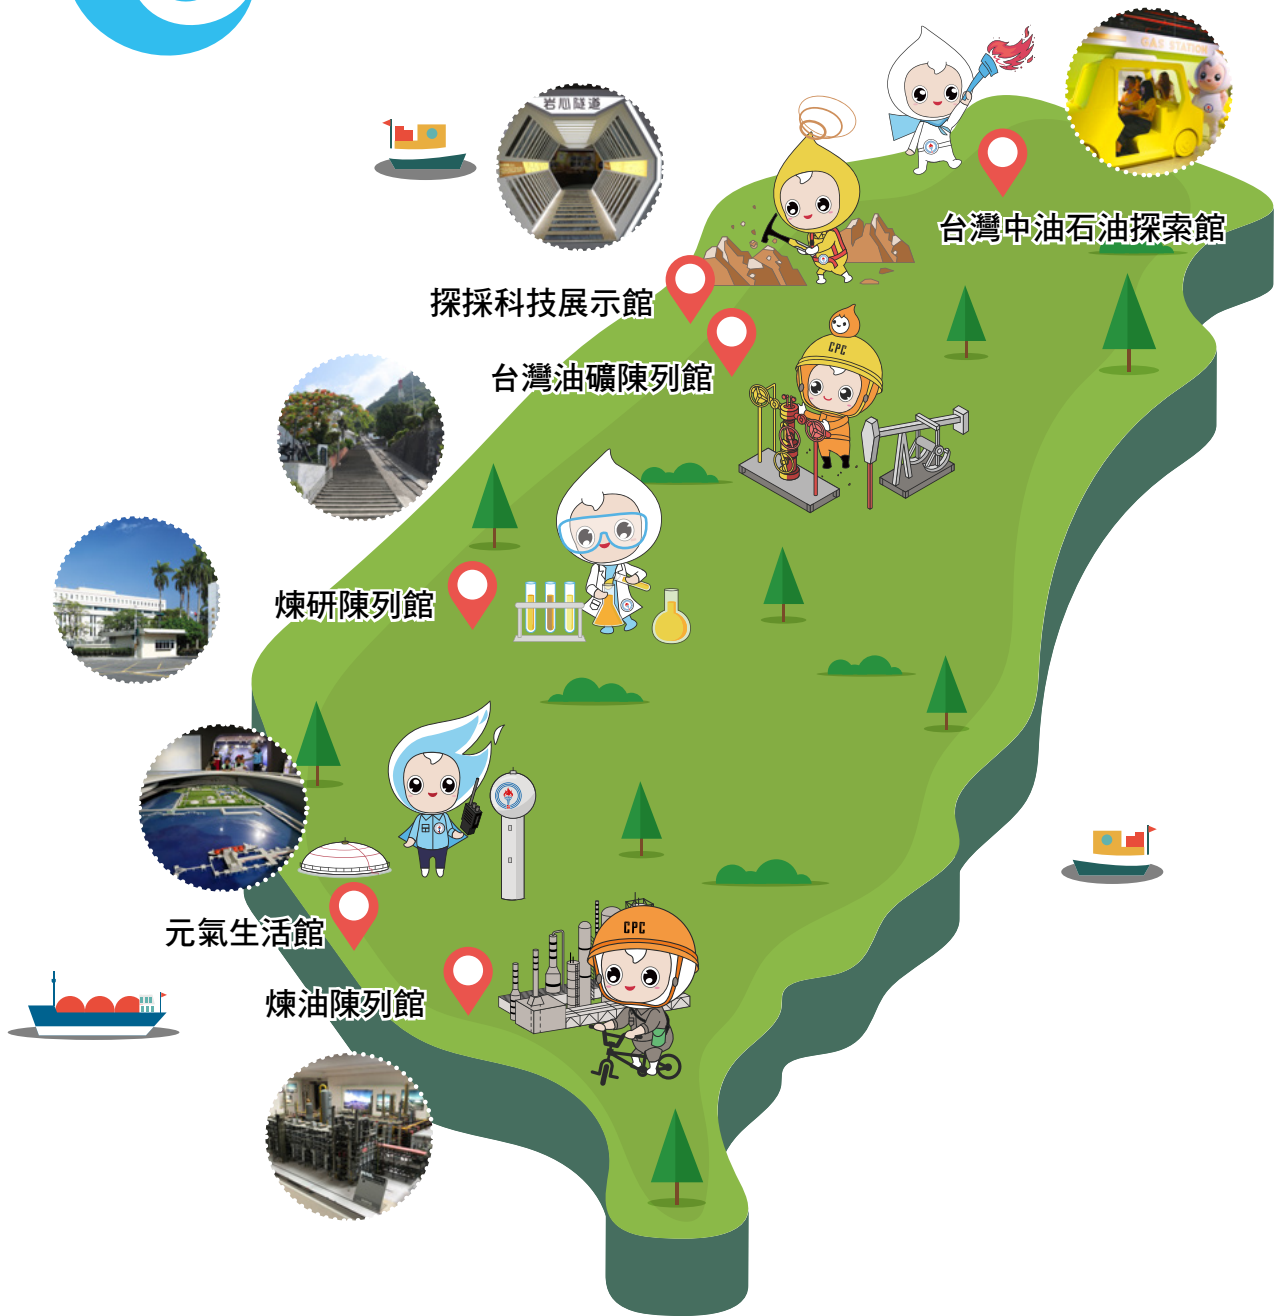 GAS STATION
岩心隧道
台灣中油石油探索館
探採科技展示館
CPC
台灣油礦陳列館
煉研陳列館
元氣生活館
CPC
煉油陳列館